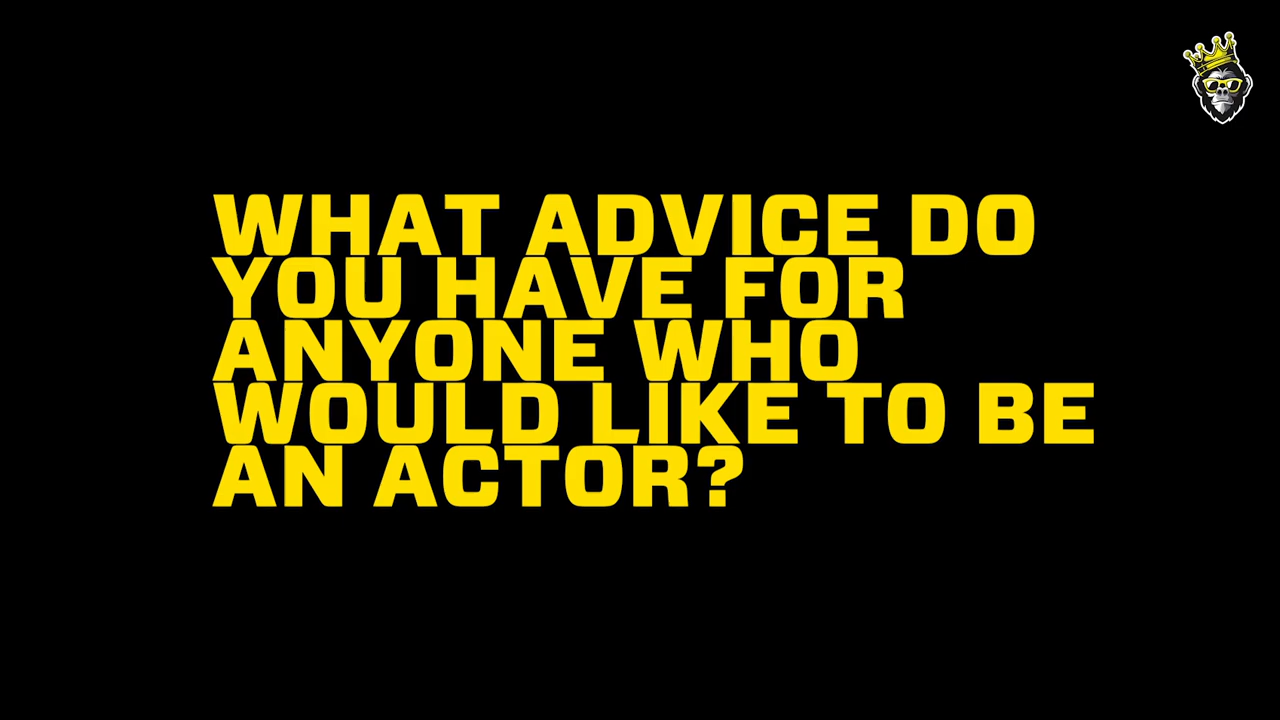 WHAT ADVICE DO
YOU HAVE FOR
ANYONE WHO
WOULD LIKE TO BE
AN ACTOR?